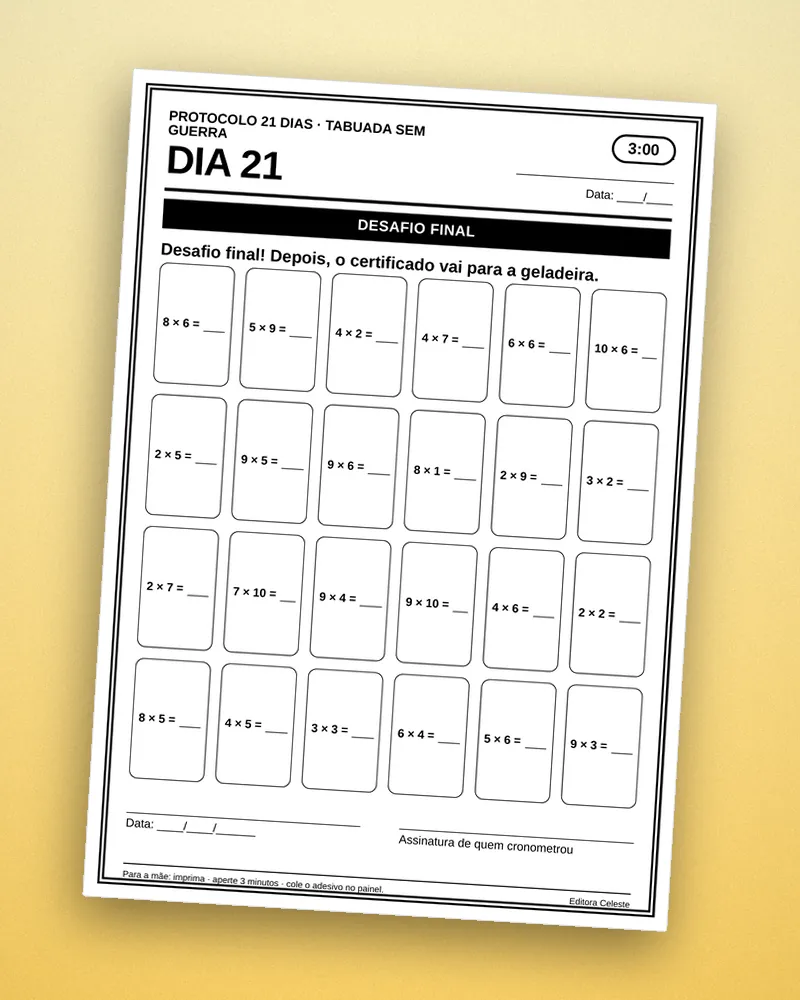 PROTOCOLO 21 DIAS · TABUADA SEM
GUERRA
DIA 21
3:00
Data: ____/____
DESAFIO FINAL
Desafio final! Depois, o certificado vai para a geladeira.
8 × 6 = ___ 5 × 9 = ___ 4 × 2 = ___ 4 × 7 = ___ 6 × 6 = ___ 10 × 6 = __
2 × 5 = ___ 9 × 5 = ___ 9 × 6 = ___ 8 × 1 = ___ 2 × 9 = ___ 3 × 2 = ___
2 × 7 = ___ 7 × 10 = __ 9 × 4 = ___ 9 × 10 = __ 4 × 6 = ___ 2 × 2 = ___
8 × 5 = ___ 4 × 5 = ___ 3 × 3 = ___ 6 × 4 = ___ 5 × 6 = ___ 9 × 3 = ___
Data: ____/____/______
Assinatura de quem cronometrou
Para a mãe: imprima · aperte 3 minutos · cole o adesivo no painel.
Editora Celeste